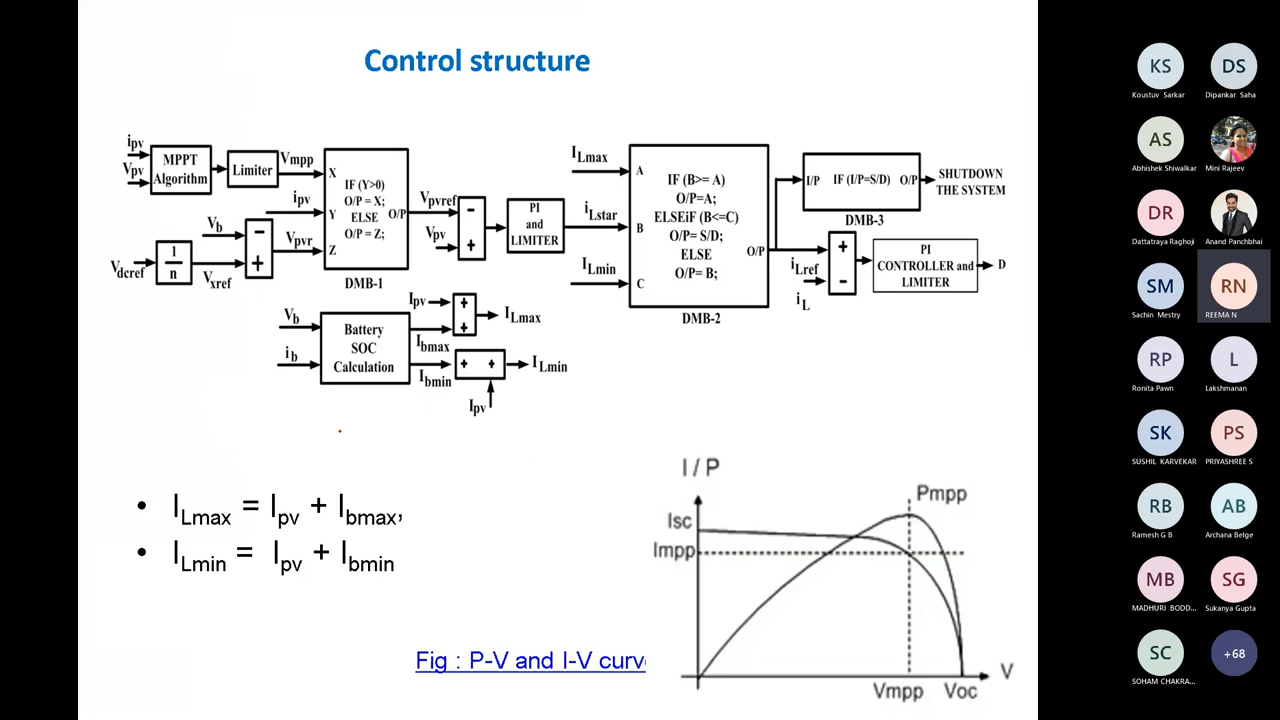 Control structure
ipv
Vpv
MPPT
Algorithm
Limiter
Vmpp
ipv
Vb
Vpvr
Vdcref
1
n
Vxref
-
+
X
Y
Z
IF (Y>0)
O/P = X;
ELSE
O/P = Z;
O/P
DMB-1
Vpvref
Vpv
-
+
PI
and
LIMITER
iLstar
ILmax
ILmin
A
B
C
IF (B>= A)
O/P=A;
ELSEiF (B<=C)
O/P= S/D;
ELSE
O/P= B;
O/P
DMB-2
I/P
IF (I/P=S/D)
O/P
DMB-3
SHUTDOWN
THE SYSTEM
iLref
iL
+
-
PI
CONTROLLER and
LIMITER
D
Vb
ib
Battery
SOC
Calculation
Ipv
Ibmax
+
+
ILmax
Ibmin
+ +
ILmin
Ipv
• ILmax = Ipv + Ibmax,
• ILmin = Ipv + Ibmin
Fig : P-V and I-V curv
I / P
Pmpp
Isc
Impp
V
Vmpp
Voc
KS
DS
Koustuv Sarkar
Dipankar Saha
AS
Abhishek Shiwalkar
Mini Rajeev
DR
Dattatraya Raghoji
Anand Panchbhai
SM
RN
Sachin Mestry
REEMA N
RP
L
Ronita Pawn
Lakshmanan
SK
PS
SUSHIL KARVEKAR
PRIYASHREE S
RB
AB
Ramesh G B
Archana Belge
MB
SG
MADHURI BODD...
Sukanya Gupta
SC
+68
SOHAM CHAKRA...